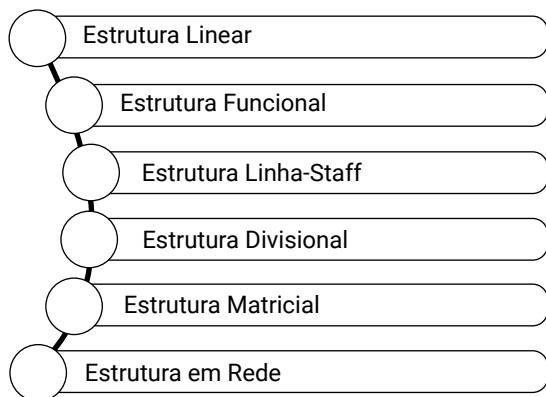 Estrutura Linear
Estrutura Funcional
Estrutura Linha-Staff
Estrutura Divisional
Estrutura Matricial
Estrutura em Rede